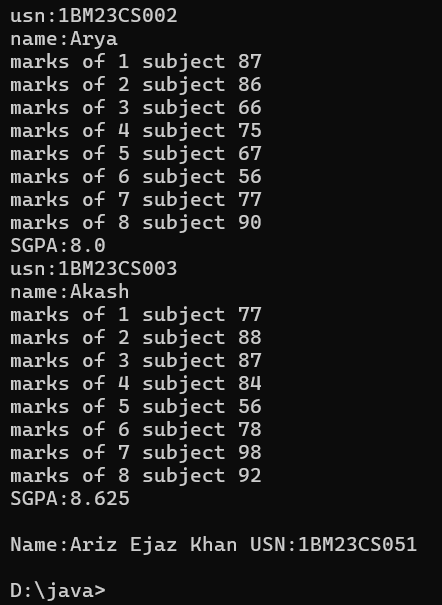 usn:1BM23CS002
name:Arya
marks of 1 subject 87
marks of 2 subject 86
marks of 3 subject 66
marks of 4 subject 75
marks of 5 subject 67
marks of 6 subject 56
marks of 7 subject 77
marks of 8 subject 90
SGPA:8.0
usn:1BM23CS003
name:Akash
marks of 1 subject 77
marks of 2 subject 88
marks of 3 subject 87
marks of 4 subject 84
marks of 5 subject 56
marks of 6 subject 78
marks of 7 subject 98
marks of 8 subject 92
SGPA:8.625
Name:Ariz Ejaz Khan USN:1BM23CS051
D:\java>